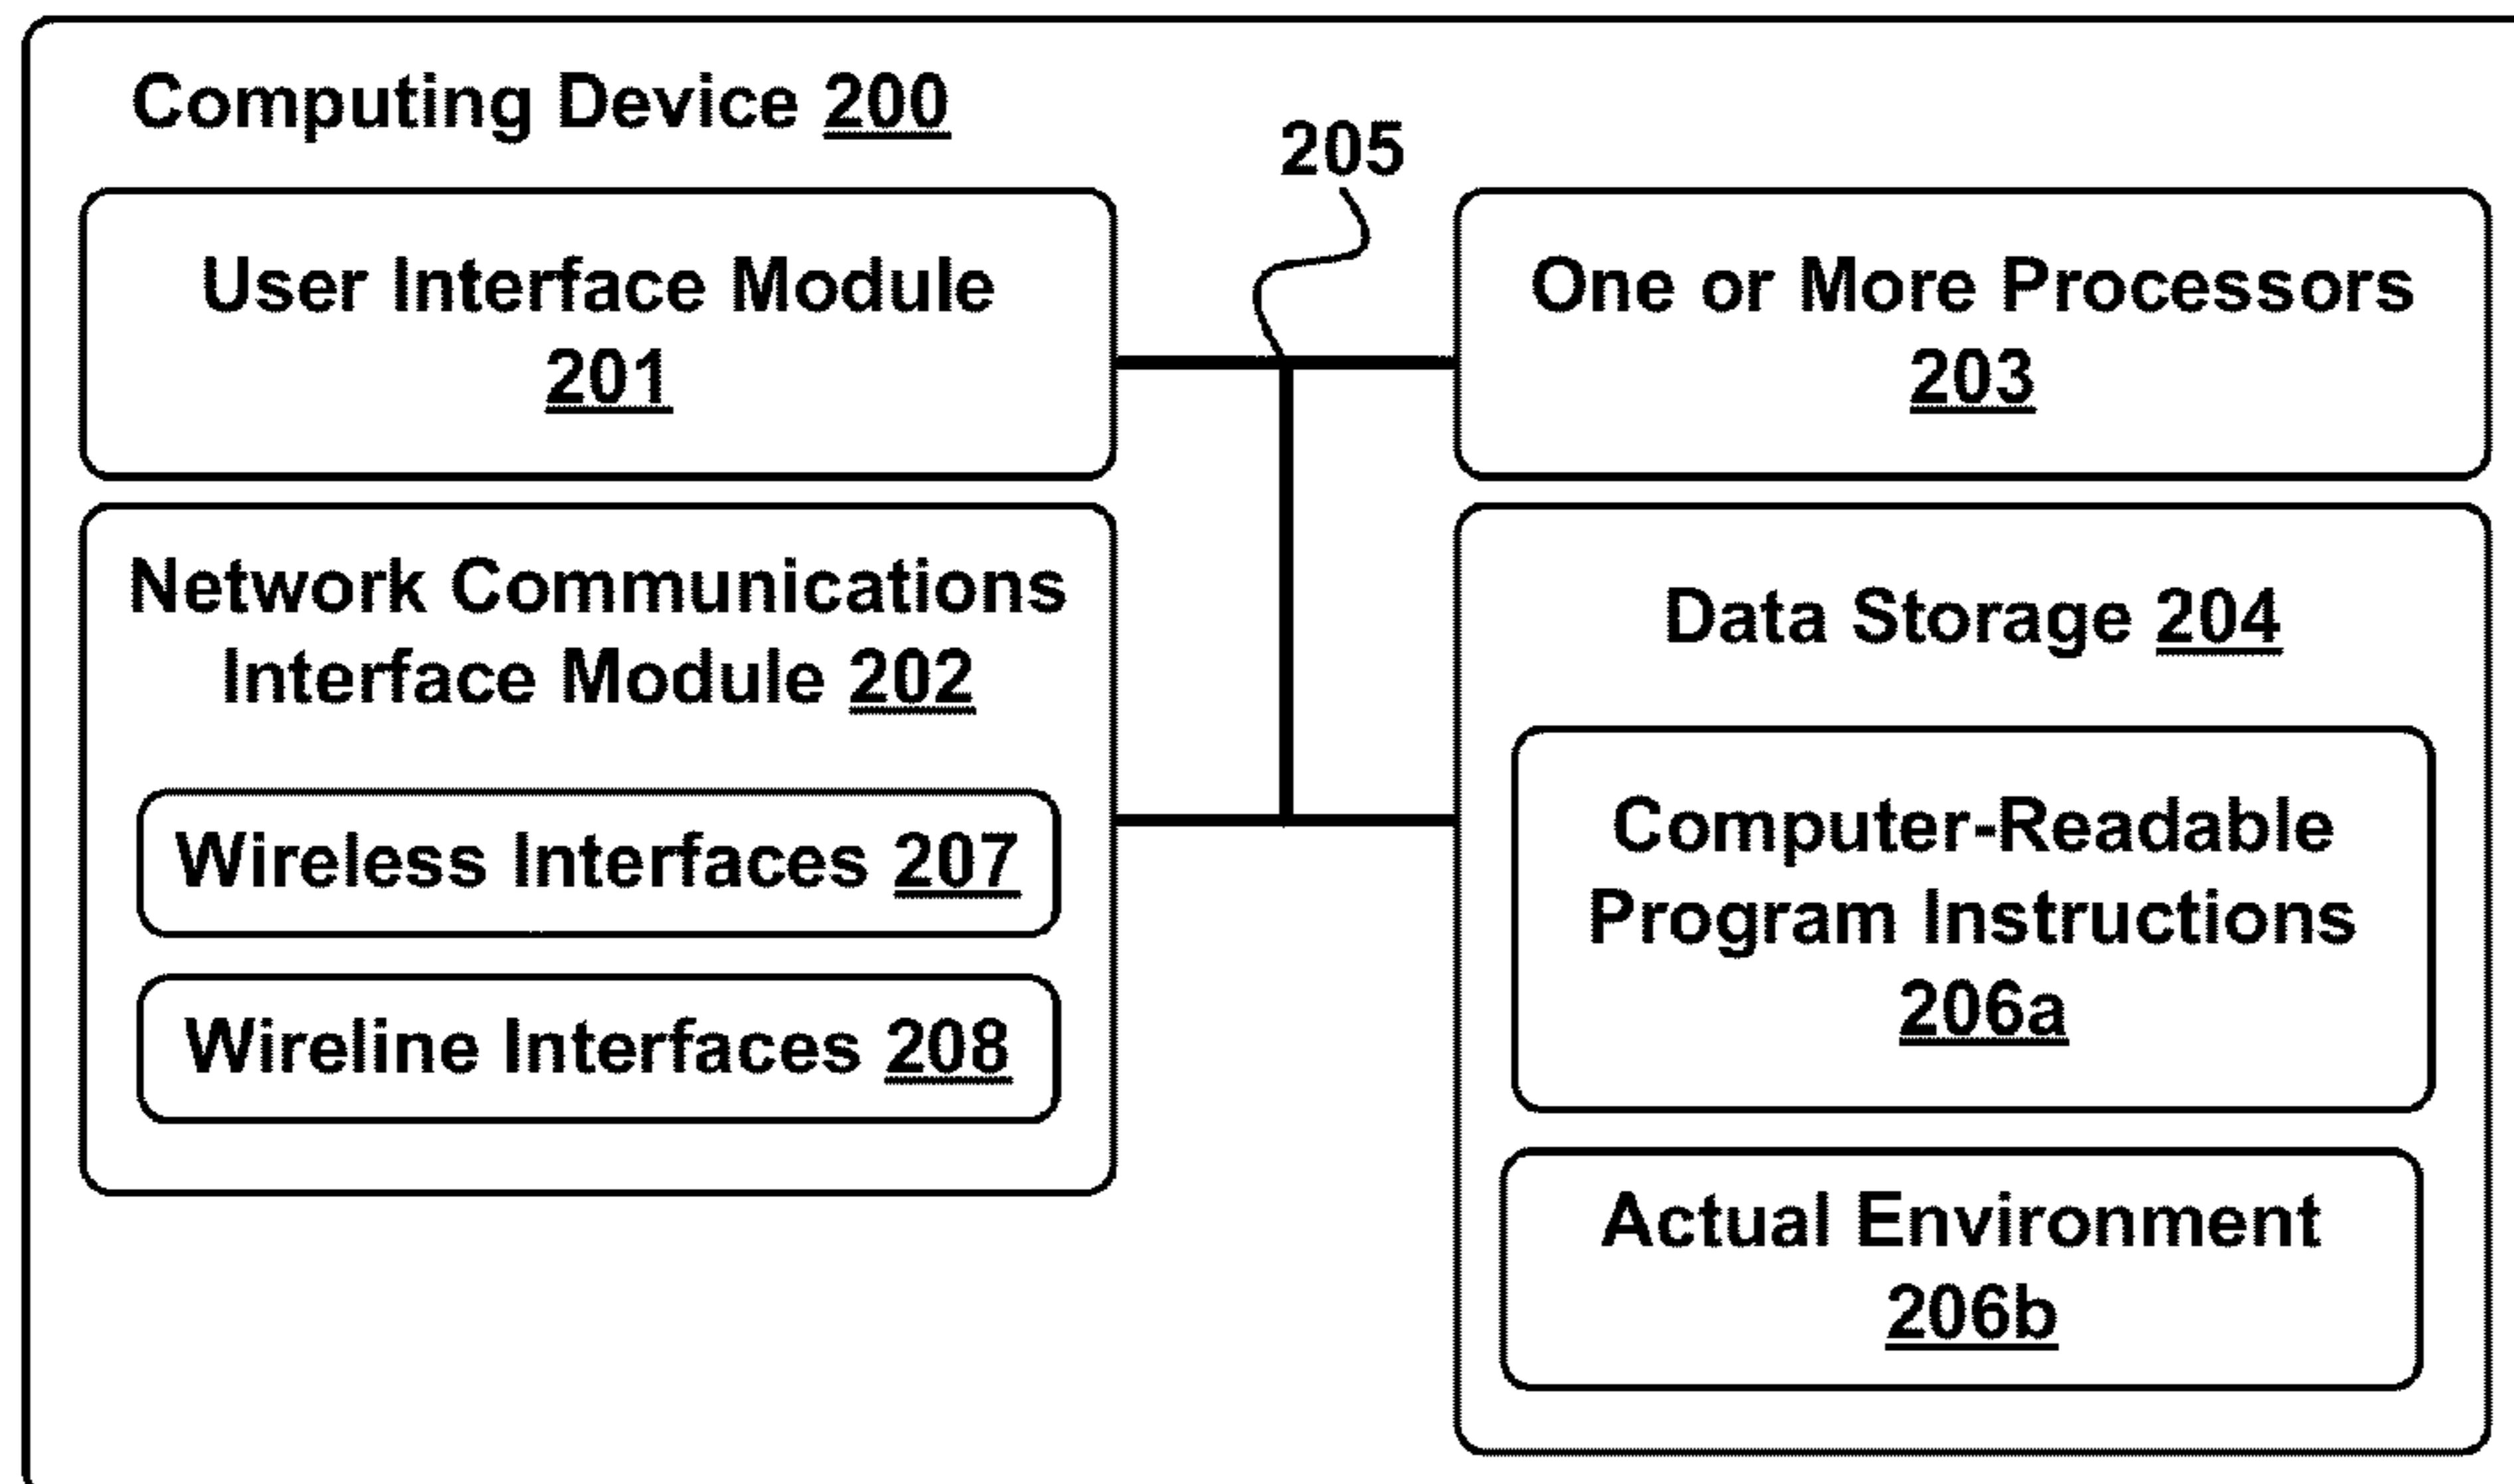 Computing Device 200
205
User Interface Module
201
One or More Processors
203
Network Communications
Interface Module 202
Wireless Interfaces 207
Wireline Interfaces 208
Data Storage 204
Computer-Readable
Program Instructions
206a
Actual Environment
206b